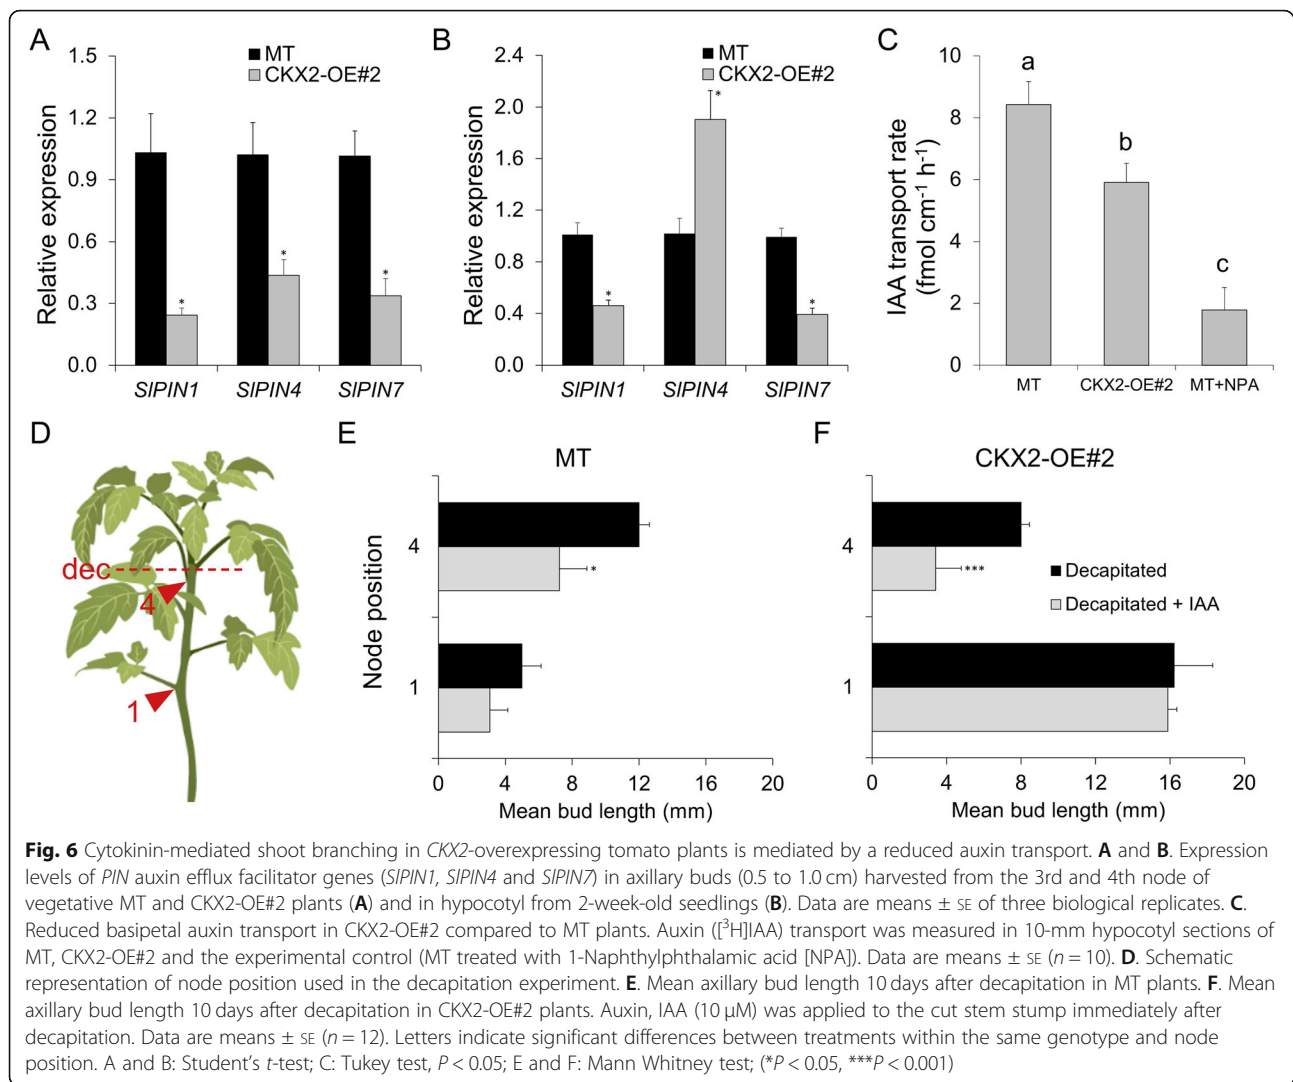 A
1.5
1.2
0.9
0.6
0.3
0.0
Relative expression
MT
CKX2-OE#2
*
*
*
SlPIN1
SlPIN4
SlPIN7
B
2.4
2.0
1.6
1.2
0.8
0.4
0.0
Relative expression
MT
CKX2-OE#2
*
*
*
SlPIN1
SlPIN4
SlPIN7
C
10
8
6
4
2
0
IAA transport rate
(fmol cm⁻¹ h⁻¹)
a
b
c
MT
CKX2-OE#2
MT+NPA
D
dec
4
1
E
MT
Node position
4
1
*
0 4 8 12 16 20
Mean bud length (mm)
F
CKX2-OE#2
4
1
***
Decapitated
Decapitated + IAA
0 4 8 12 16 20
Mean bud length (mm)
Fig. 6 Cytokinin-mediated shoot branching in CKX2-overexpressing tomato plants is mediated by a reduced auxin transport. A and B. Expression
levels of PIN auxin efflux facilitator genes (SlPIN1, SlPIN4 and SlPIN7) in axillary buds (0.5 to 1.0 cm) harvested from the 3rd and 4th node of
vegetative MT and CKX2-OE#2 plants (A) and in hypocotyl from 2-week-old seedlings (B). Data are means ± SE of three biological replicates. C.
Reduced basipetal auxin transport in CKX2-OE#2 compared to MT plants. Auxin ([³H]IAA) transport was measured in 10-mm hypocotyl sections of
MT, CKX2-OE#2 and the experimental control (MT treated with 1-Naphthylphthalamic acid [NPA]). Data are means ± SE (n = 10). D. Schematic
representation of node position used in the decapitation experiment. E. Mean axillary bud length 10 days after decapitation in MT plants. F. Mean
axillary bud length 10 days after decapitation in CKX2-OE#2 plants. Auxin, IAA (10 μM) was applied to the cut stem stump immediately after
decapitation. Data are means ± SE (n = 12). Letters indicate significant differences between treatments within the same genotype and node
position. A and B: Student's t-test; C: Tukey test, P < 0.05; E and F: Mann Whitney test; (*P < 0.05, ***P < 0.001)